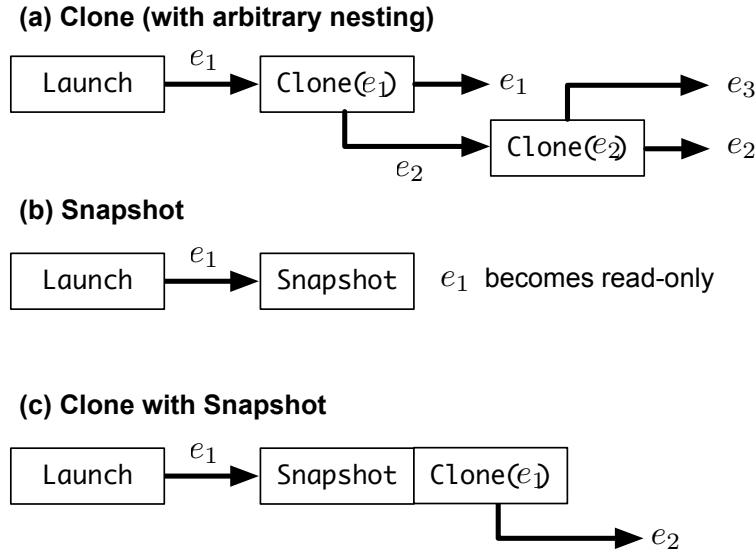 (a) Clone (with arbitrary nesting)
Launch e₁ Clone(e₁) e₁ e₃
e₂ Clone(e₂) e₂
(b) Snapshot
Launch e₁ Snapshot e₁ becomes read-only
(c) Clone with Snapshot
Launch e₁ Snapshot Clone(e₁)
e₂